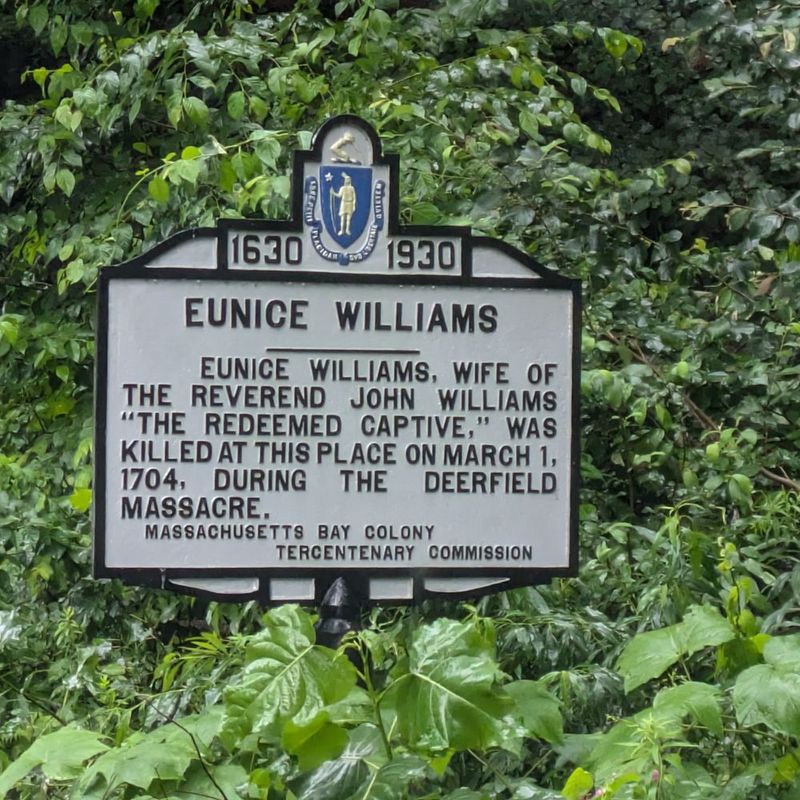 1630 1930
EUNICE WILLIAMS
EUNICE WILLIAMS, WIFE OF
THE REVEREND JOHN WILLIAMS
"THE REDEEMED CAPTIVE," WAS
KILLED AT THIS PLACE ON MARCH 1,
1704, DURING THE DEERFIELD
MASSACRE.
MASSACHUSETTS BAY COLONY
TERCENTENARY COMMISSION